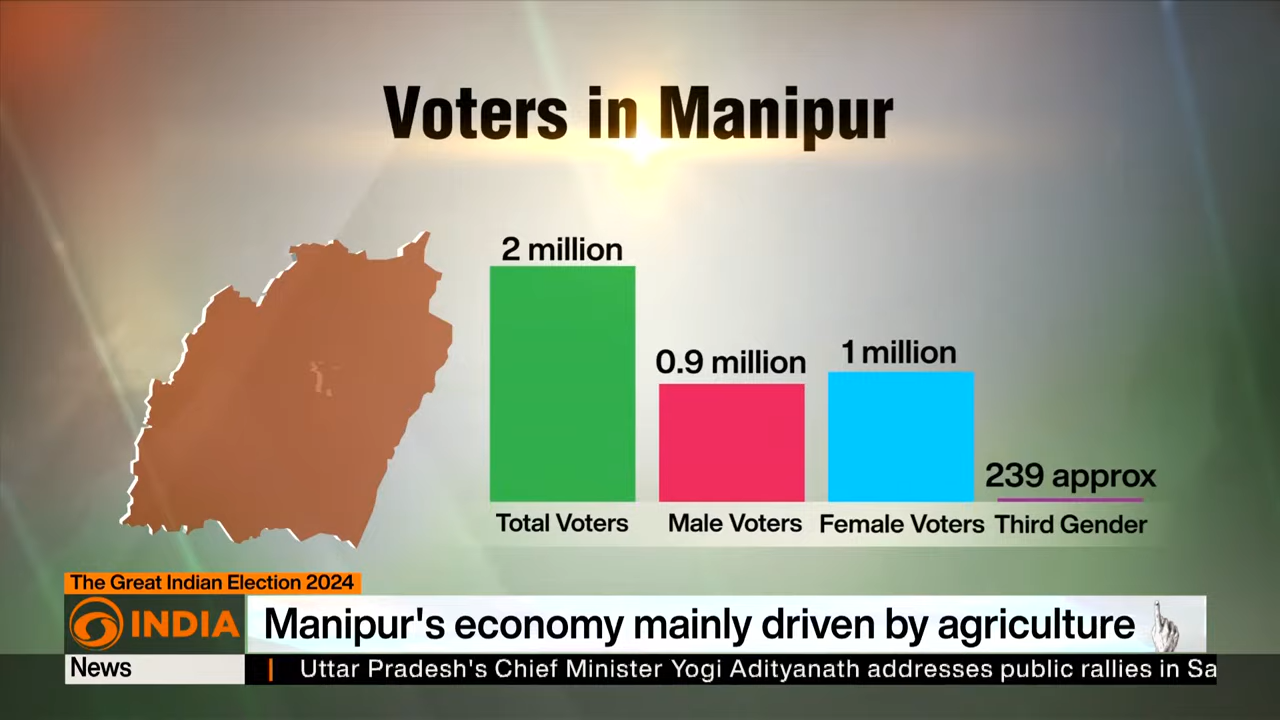 Voters in Manipur
2 million
0.9 million
1 million
239 approx
Total Voters
Male Voters
Female Voters
Third Gender
The Great Indian Election 2024
INDIA
Manipur's economy mainly driven by agriculture
News
Uttar Pradesh's Chief Minister Yogi Adityanath addresses public rallies in Sa